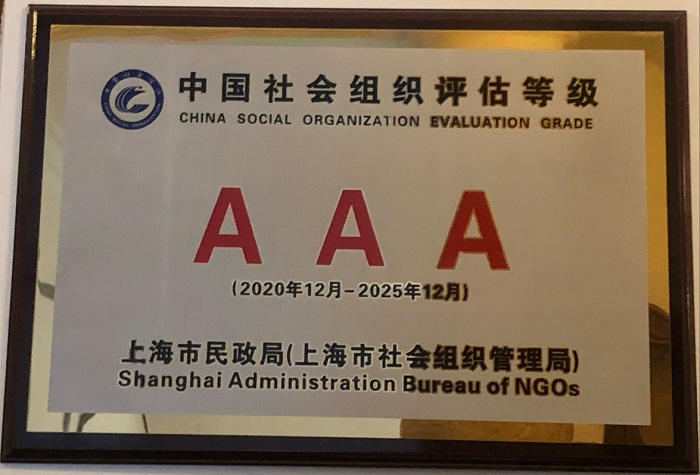 中国社会组织评估等级
CHINA SOCIAL ORGANIZATION EVALUATION GRADE
AAA
(2020年12月-2025年12月)
上海市民政局(上海市社会组织管理局)
Shanghai Administration Bureau of NGOs